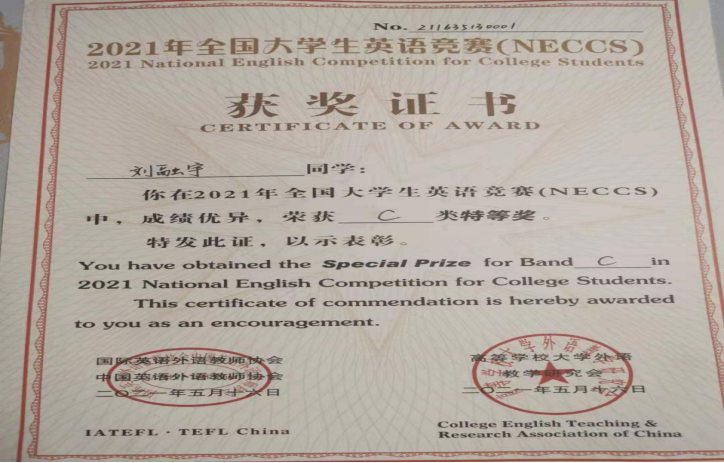 No. 211635130001
2021年全国大学生英语竞赛(NECCS)
2021 National English Competition for College Students
获奖证书
CERTIFICATE OF AWARD
刘融宇 同学:
你在2021年全国大学生英语竞赛(NECCS)
中,成绩优异,荣获 C 类特等奖。
特发此证,以示表彰。
You have obtained the Special Prize for Band C in
2021 National English Competition for College Students.
This certificate of commendation is hereby awarded
to you as an encouragement.
国际英语外语教师协会
中国英语外语教师协会
二〇二一年五月十六日
IATEFL · TEFL China
高等学校大学外语
教学研究会
二〇二一年五月十六日
College English Teaching &
Research Association of China